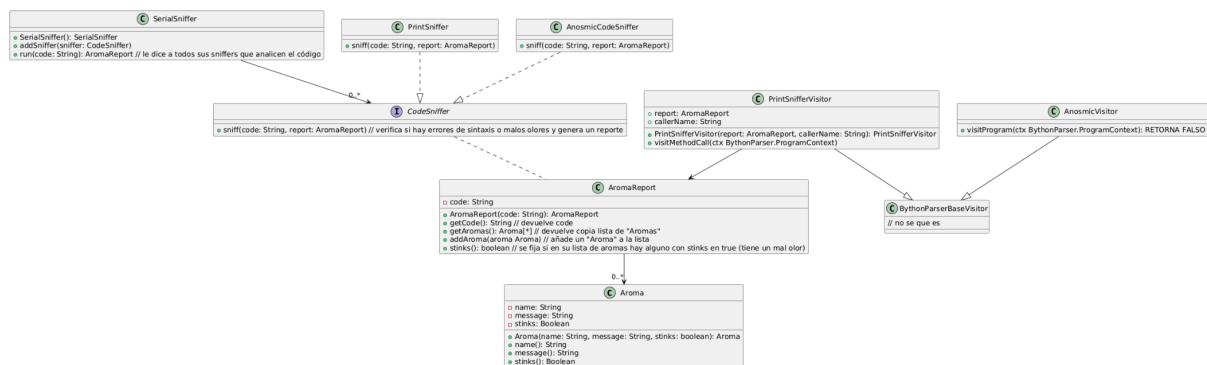 C SerialSniffer
SerialSniffer(): SerialSniffer
addSniffer(sniffer: CodeSniffer)
run(code: String): AromaReport // le dice a todos sus sniffers que analicen el código
C PrintSniffer
sniff(code: String, report: AromaReport)
C AnosmicCodeSniffer
sniff(code: String, report: AromaReport)
0..*
I CodeSniffer
sniff(code: String, report: AromaReport) // verifica si hay errores de sintaxis o malos olores y genera un reporte
C PrintSnifferVisitor
report: AromaReport
callerName: String
PrintSnifferVisitor(report: AromaReport, callerName: String): PrintSnifferVisitor
visitMethodCall(ctx BythonParser.ProgramContext)
C AnosmicVisitor
visitProgram(ctx BythonParser.ProgramContext): RETORNA FALSO
C AromaReport
code: String
AromaReport(code: String): AromaReport
getCode(): String // devuelve code
getAromas(): Aroma[*] // devuelve copia lista de "Aromas"
addAroma(aroma Aroma) // añade un "Aroma" a la lista
stinks(): boolean // se fija si en su lista de aromas hay alguno con stinks en true (tiene un mal olor)
C BythonParserBaseVisitor
// no se que es
0..*
C Aroma
name: String
message: String
stinks: Boolean
Aroma(name: String, message: String, stinks: boolean): Aroma
name(): String
message(): String
stinks(): Boolean